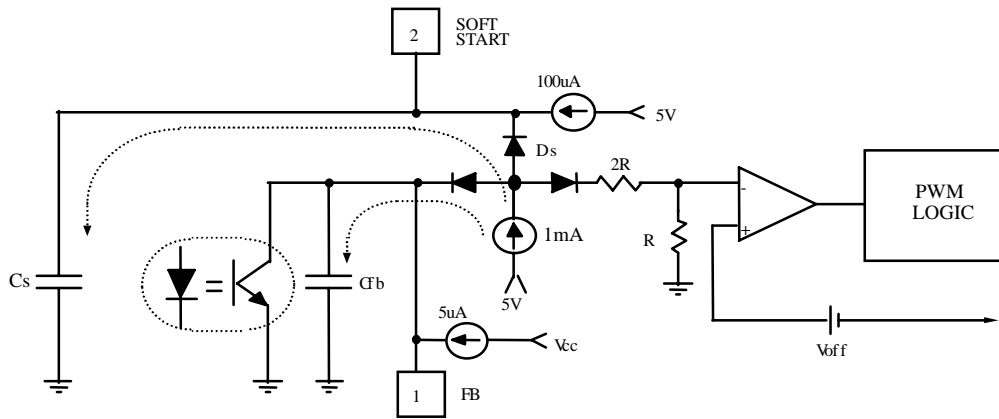 2
SOFT
START
100uA
5V
Ds
2R
-
PWM
LOGIC
+
R
1mA
Cs
=
Cfb
5V
5uA
Vcc
Voff
1
FB